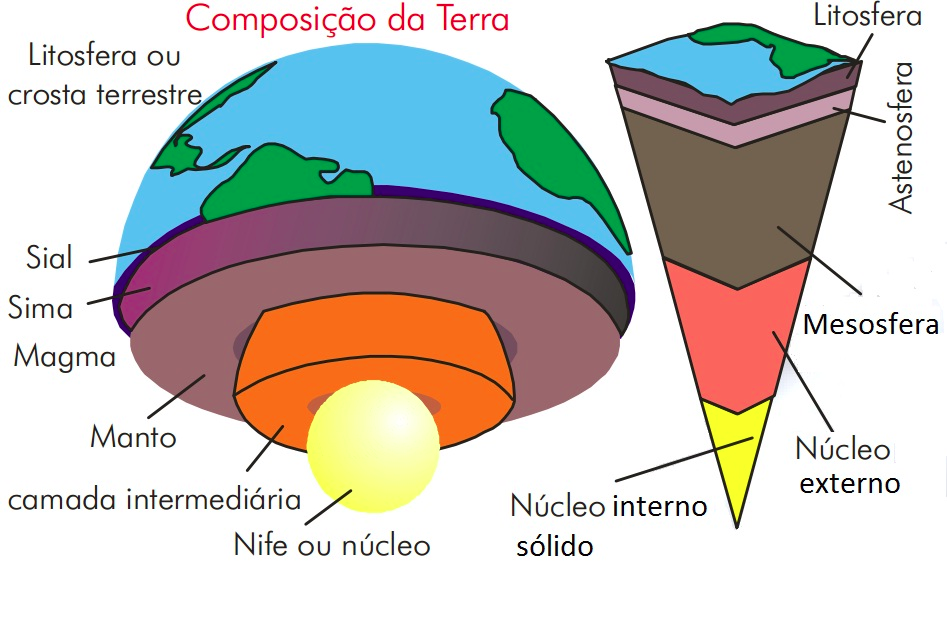 Composição da Terra
Litosfera ou
crosta terrestre
Sial
Sima
Magma
Manto
camada intermediária
Nife ou núcleo
Litosfera
Astenosfera
Mesosfera
Núcleo
externo
Núcleo interno
sólido